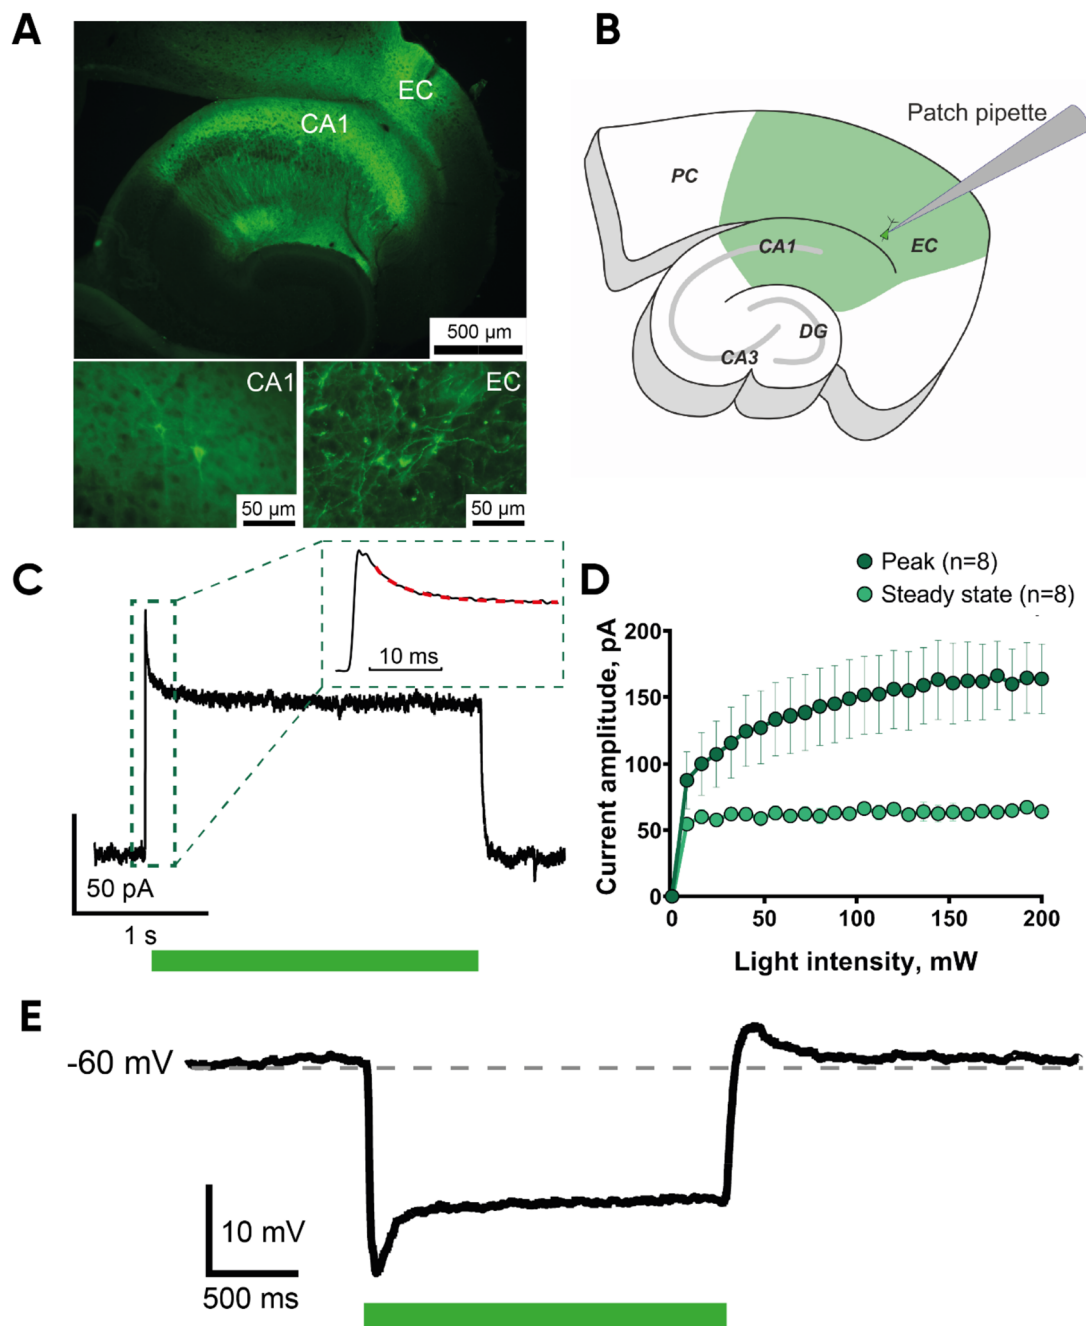 A
EC
CA1
500 µm
CA1
50 µm
EC
50 µm
B
Patch pipette
PC
CA1
EC
DG
CA3
C
10 ms
50 pA
1 s
D
Peak (n=8)
Steady state (n=8)
Current amplitude, pA
200
150
100
50
0
0 50 100 150 200
Light intensity, mW
E
-60 mV
10 mV
500 ms